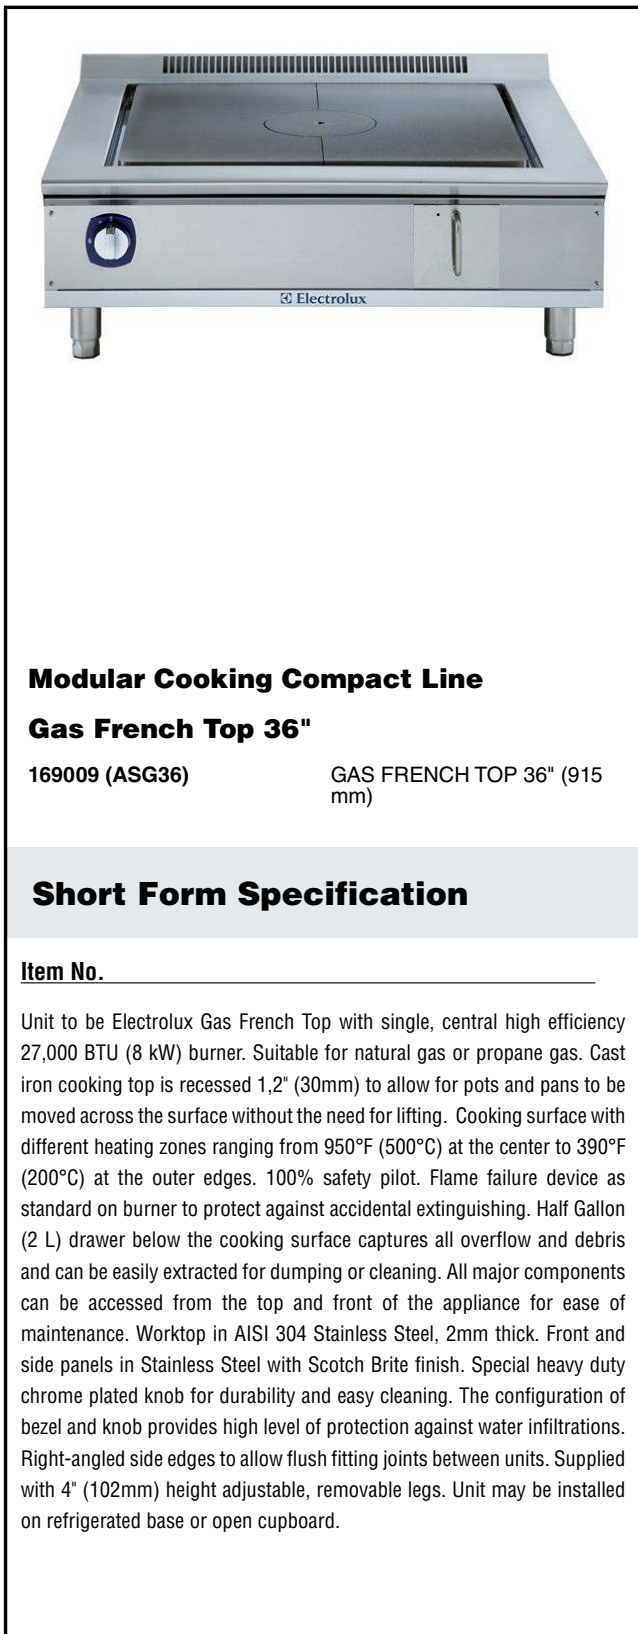 Electrolux
Modular Cooking Compact Line
Gas French Top 36"
169009 (ASG36) GAS FRENCH TOP 36" (915
mm)
Short Form Specification
Item No.
Unit to be Electrolux Gas French Top with single, central high efficiency
27,000 BTU (8 kW) burner. Suitable for natural gas or propane gas. Cast
iron cooking top is recessed 1,2" (30mm) to allow for pots and pans to be
moved across the surface without the need for lifting. Cooking surface with
different heating zones ranging from 950°F (500°C) at the center to 390°F
(200°C) at the outer edges. 100% safety pilot. Flame failure device as
standard on burner to protect against accidental extinguishing. Half Gallon
(2 L) drawer below the cooking surface captures all overflow and debris
and can be easily extracted for dumping or cleaning. All major components
can be accessed from the top and front of the appliance for ease of
maintenance. Worktop in AISI 304 Stainless Steel, 2mm thick. Front and
side panels in Stainless Steel with Scotch Brite finish. Special heavy duty
chrome plated knob for durability and easy cleaning. The configuration of
bezel and knob provides high level of protection against water infiltrations.
Right-angled side edges to allow flush fitting joints between units. Supplied
with 4" (102mm) height adjustable, removable legs. Unit may be installed
on refrigerated base or open cupboard.